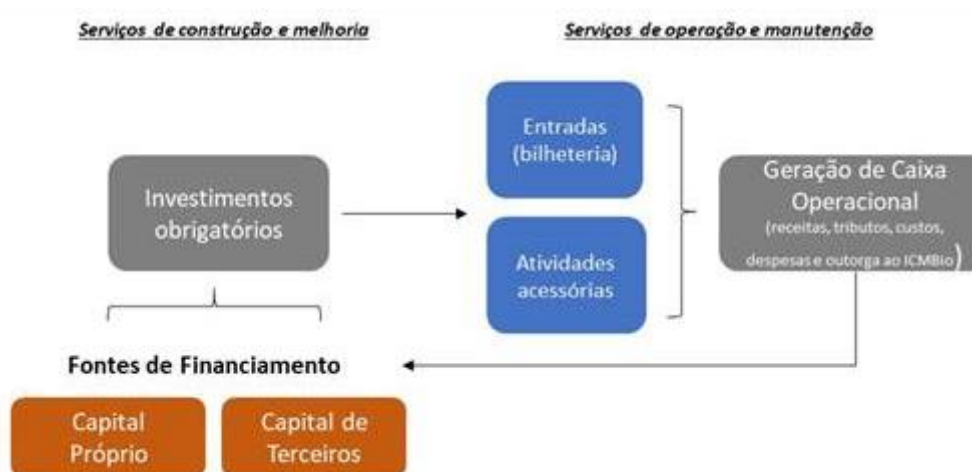 Serviços de construção e melhoria
Serviços de operação e manutenção
Entradas
(bilheteria)
Investimentos
obrigatórios
Atividades
acessórias
Geração de Caixa
Operacional
(receitas, tributos, custos,
despesas e outorga ao ICMBio)
Fontes de Financiamento
Capital
Próprio
Capital de
Terceiros